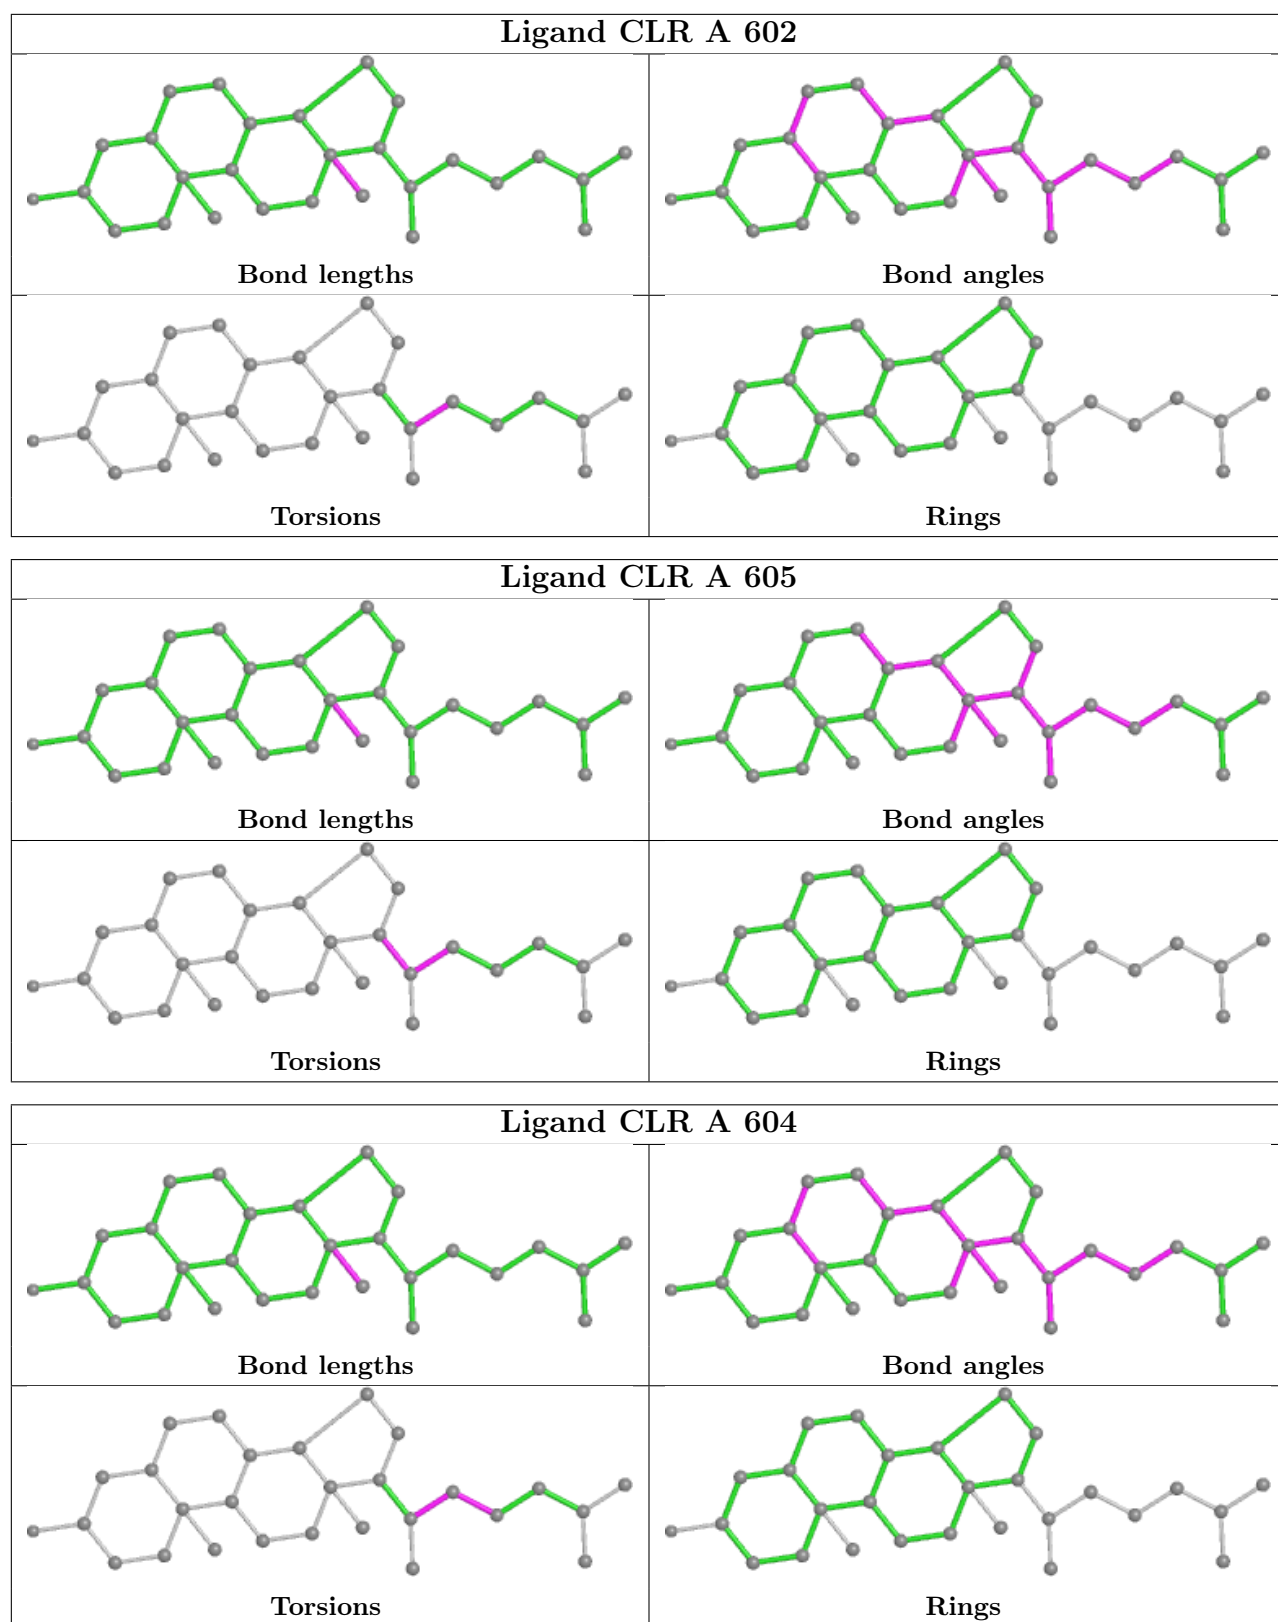 Ligand CLR A 602
Bond lengths
Bond angles
Torsions
Rings
Ligand CLR A 605
Bond lengths
Bond angles
Torsions
Rings
Ligand CLR A 604
Bond lengths
Bond angles
Torsions
Rings